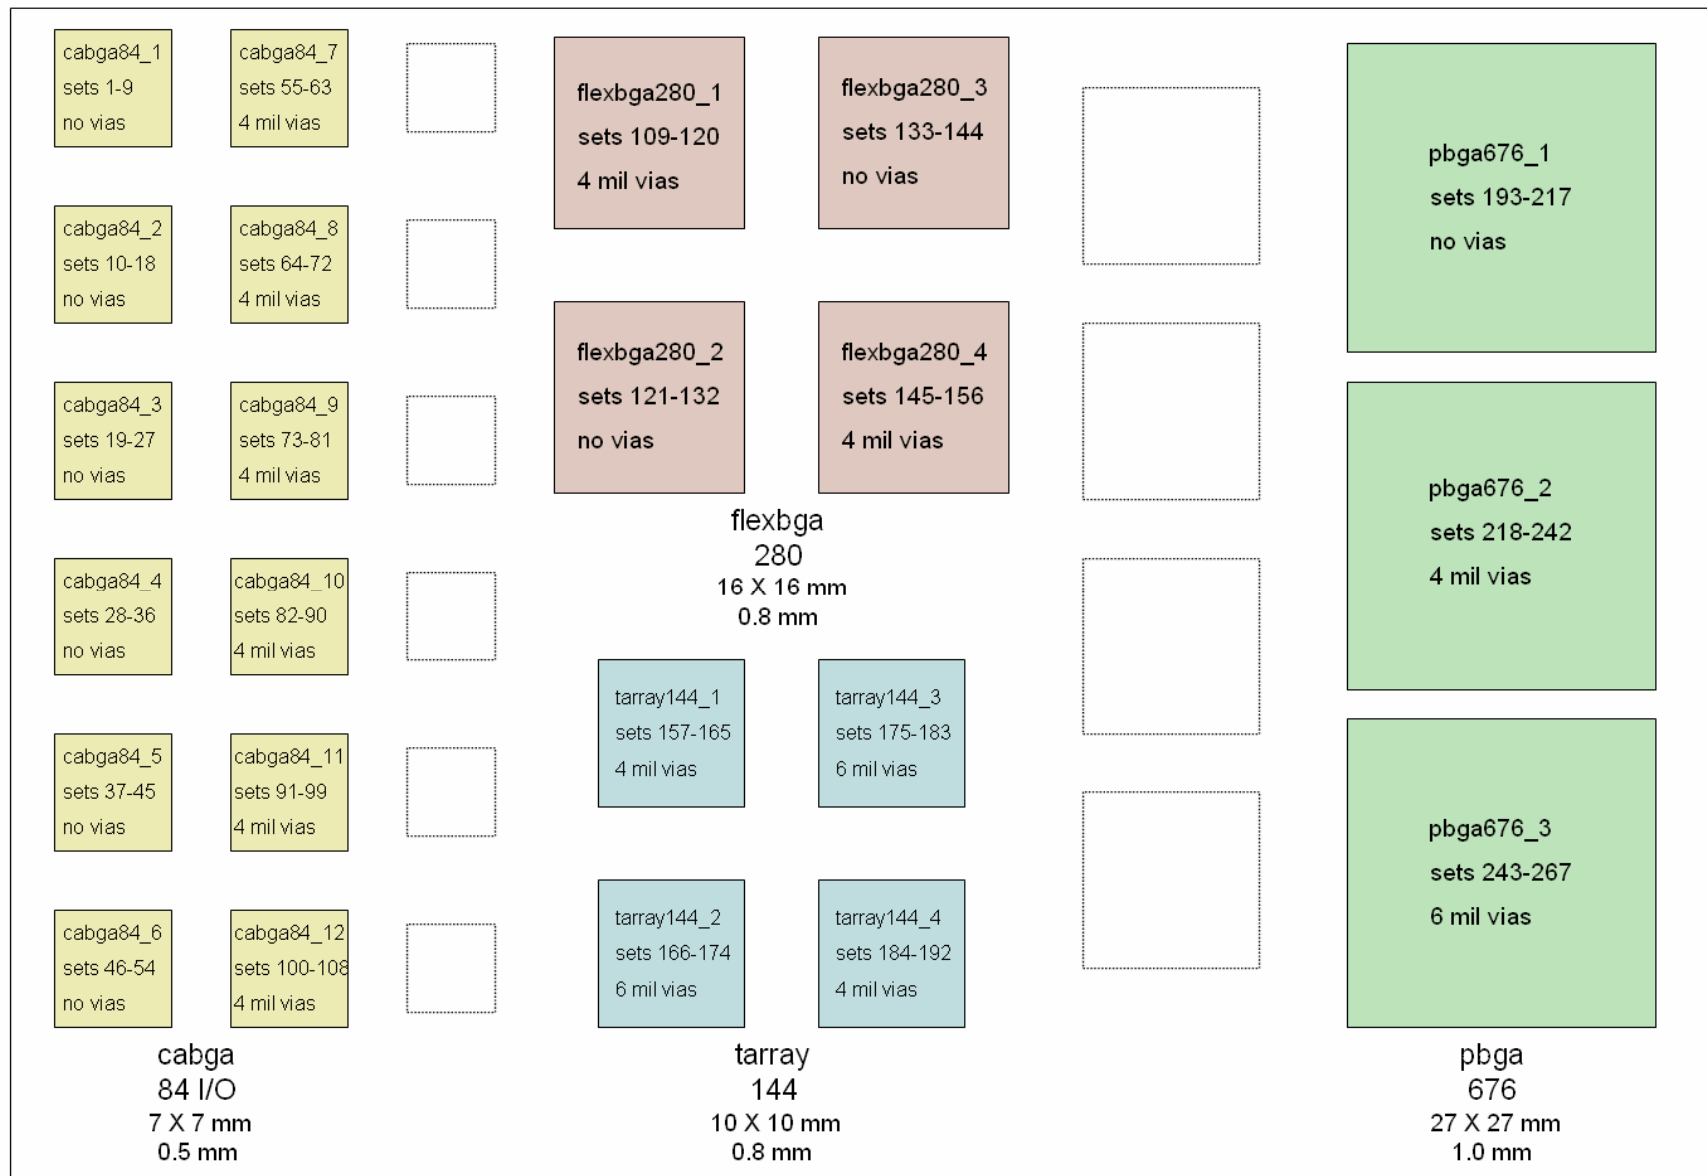 cabga84_1
sets 1-9
no vias
cabga84_2
sets 10-18
no vias
cabga84_3
sets 19-27
no vias
cabga84_4
sets 28-36
no vias
cabga84_5
sets 37-45
no vias
cabga84_6
sets 46-54
no vias
cabga84_7
sets 55-63
4 mil vias
cabga84_8
sets 64-72
4 mil vias
cabga84_9
sets 73-81
4 mil vias
cabga84_10
sets 82-90
4 mil vias
cabga84_11
sets 91-99
4 mil vias
cabga84_12
sets 100-108
4 mil vias
cabga
84 I/O
7 X 7 mm
0.5 mm
flexbga280_1
sets 109-120
4 mil vias
flexbga280_2
sets 121-132
no vias
flexbga280_3
sets 133-144
no vias
flexbga280_4
sets 145-156
4 mil vias
flexbga
280
16 X 16 mm
0.8 mm
tarray144_1
sets 157-165
4 mil vias
tarray144_2
sets 166-174
6 mil vias
tarray144_3
sets 175-183
6 mil vias
tarray144_4
sets 184-192
4 mil vias
tarray
144
10 X 10 mm
0.8 mm
pbga676_1
sets 193-217
no vias
pbga676_2
sets 218-242
4 mil vias
pbga676_3
sets 243-267
6 mil vias
pbga
676
27 X 27 mm
1.0 mm